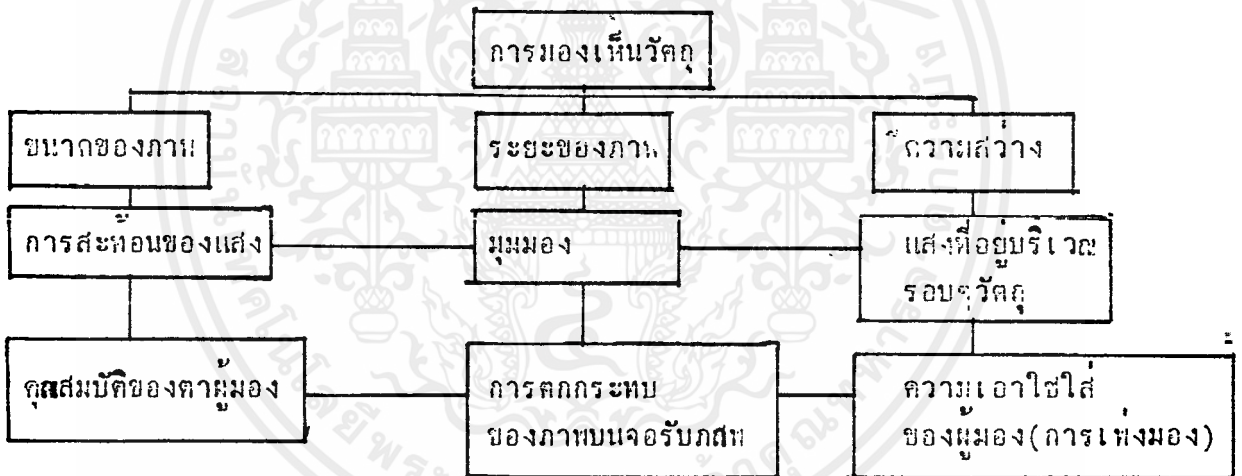 การมองเห็นวัตถุ
ขนาดของภาพ
ระยะของภาพ
ความสว่าง
การสะท้อนของแสง
มุมมอง
แสงที่อยู่บริเวณ
รอบๆวัตถุ
คุณสมบัติของตาผู้มอง
การตกกระทบ
ของภาพบนจอรับภาพ
ความเอาใจใส่
ของผู้มอง(การเพ่งมอง)